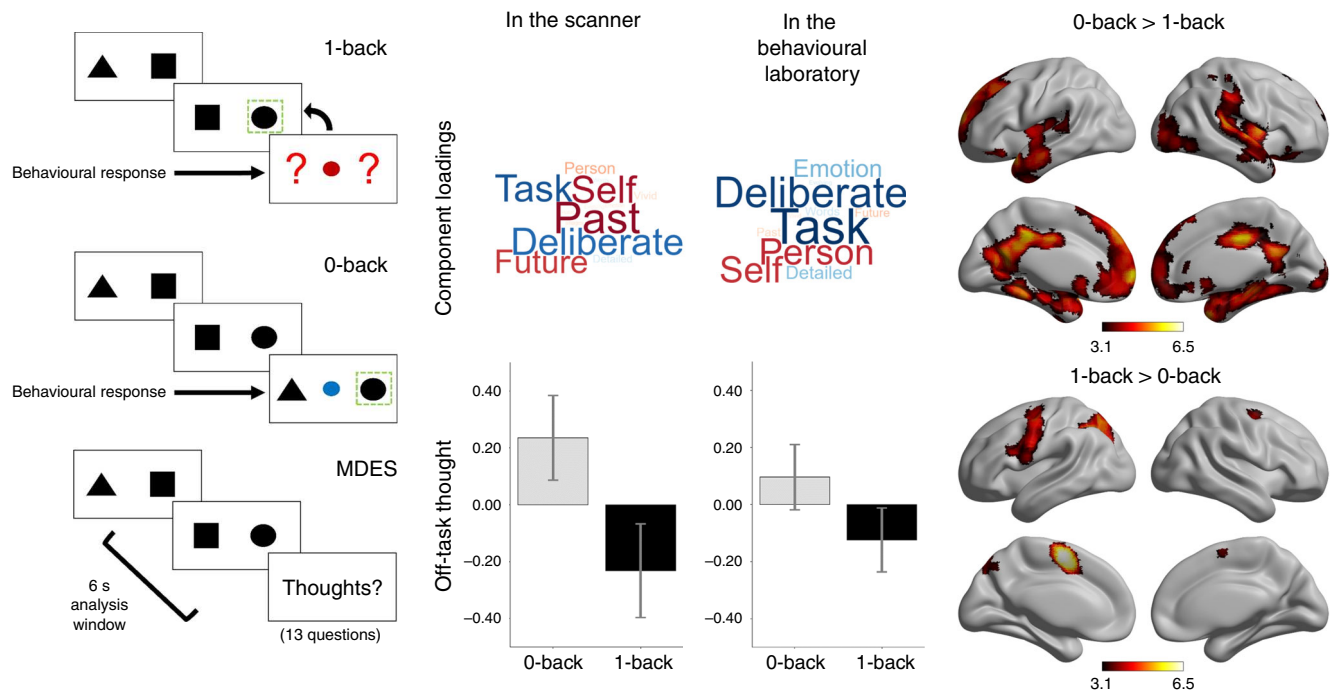 1-back
Behavioural response
? ?
0-back
Behavioural response
MDES
6 s
analysis
window
Thoughts?
(13 questions)
In the scanner
In the
behavioural
laboratory
Component loadings
Person
Task Self Vivid
Past
Deliberate
Future Detailed
Emotion
Deliberate
Words Future
Task
Past
Person
Self Detailed
Off-task thought
0.40
0.20
0.00
–0.20
–0.40
0-back 1-back
0.40
0.20
0.00
–0.20
–0.40
0-back 1-back
0-back > 1-back
3.1 6.5
1-back > 0-back
3.1 6.5